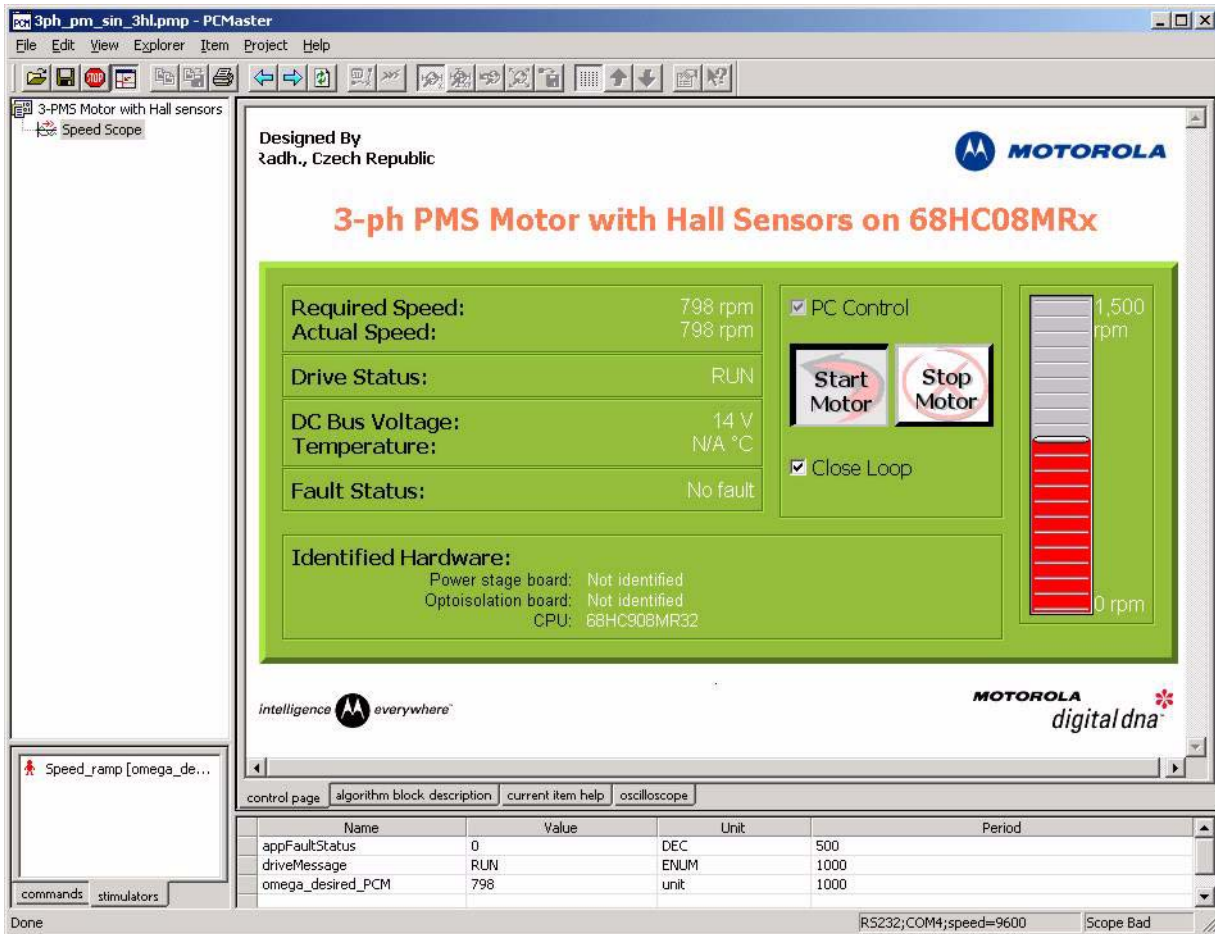 3ph_pm_sin_3hl.pmp - PCMaster
File Edit View Explorer Item Project Help
3-PMS Motor with Hall sensors
Speed Scope
Designed By
Radh., Czech Republic
MOTOROLA
3-ph PMS Motor with Hall Sensors on 68HC08MRx
Required Speed: 798 rpm
Actual Speed: 798 rpm
Drive Status: RUN
DC Bus Voltage: 14 V
Temperature: N/A °C
Fault Status: No fault
PC Control
Start Motor
Stop Motor
Close Loop
1,500 rpm
0 rpm
Identified Hardware:
Power stage board: Not identified
Optoisolation board: Not identified
CPU: 68HC908MR32
intelligence everywhere™
MOTOROLA
digital dna™
Speed_ramp [omega_de...
commands stimulators
control page algorithm block description current item help oscilloscope
Name Value Unit Period
appFaultStatus 0 DEC 500
driveMessage RUN ENUM 1000
omega_desired_PCM 798 unit 1000
Done RS232;COM4;speed=9600 Scope Bad